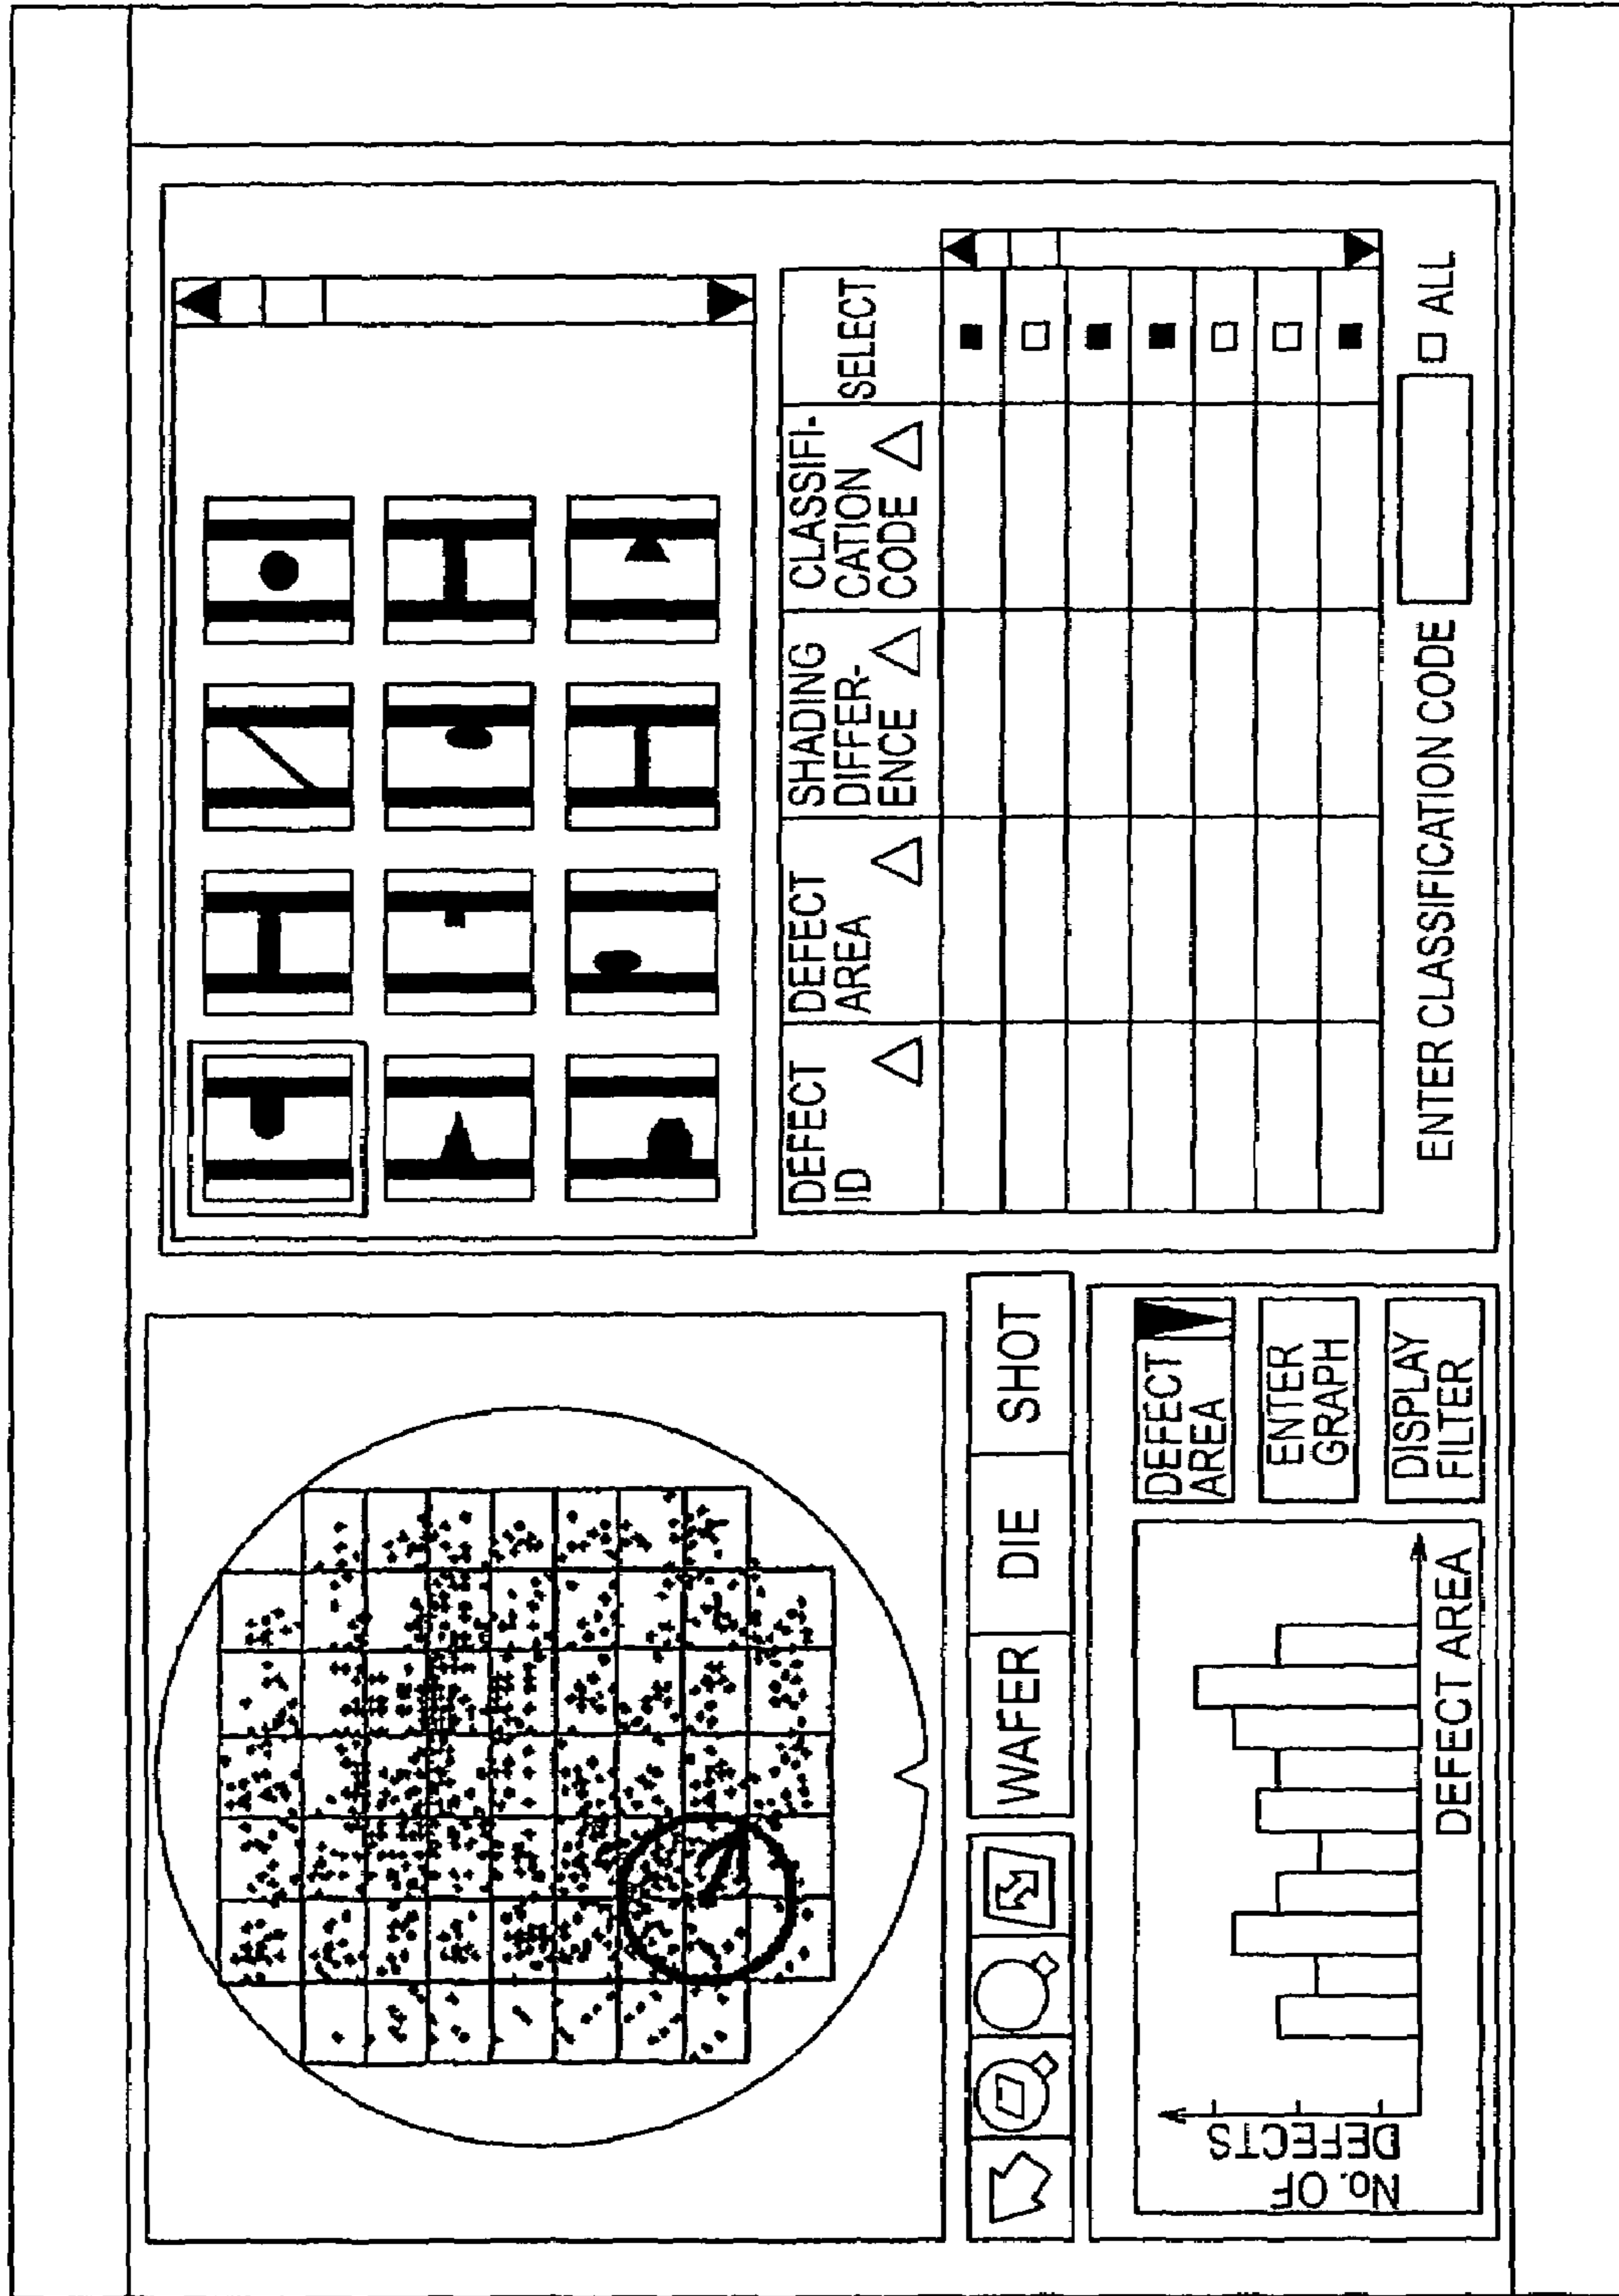 WAFER
DIE
SHOT
No. OF
DEFECTS
DEFECT AREA
DEFECT
AREA
ENTER
GRAPH
DISPLAY
FILTER
DEFECT
ID
DEFECT
AREA
SHADING
DIFFER-
ENCE
CLASSIFI-
CATION
CODE
SELECT
ENTER CLASSIFICATION CODE
ALL